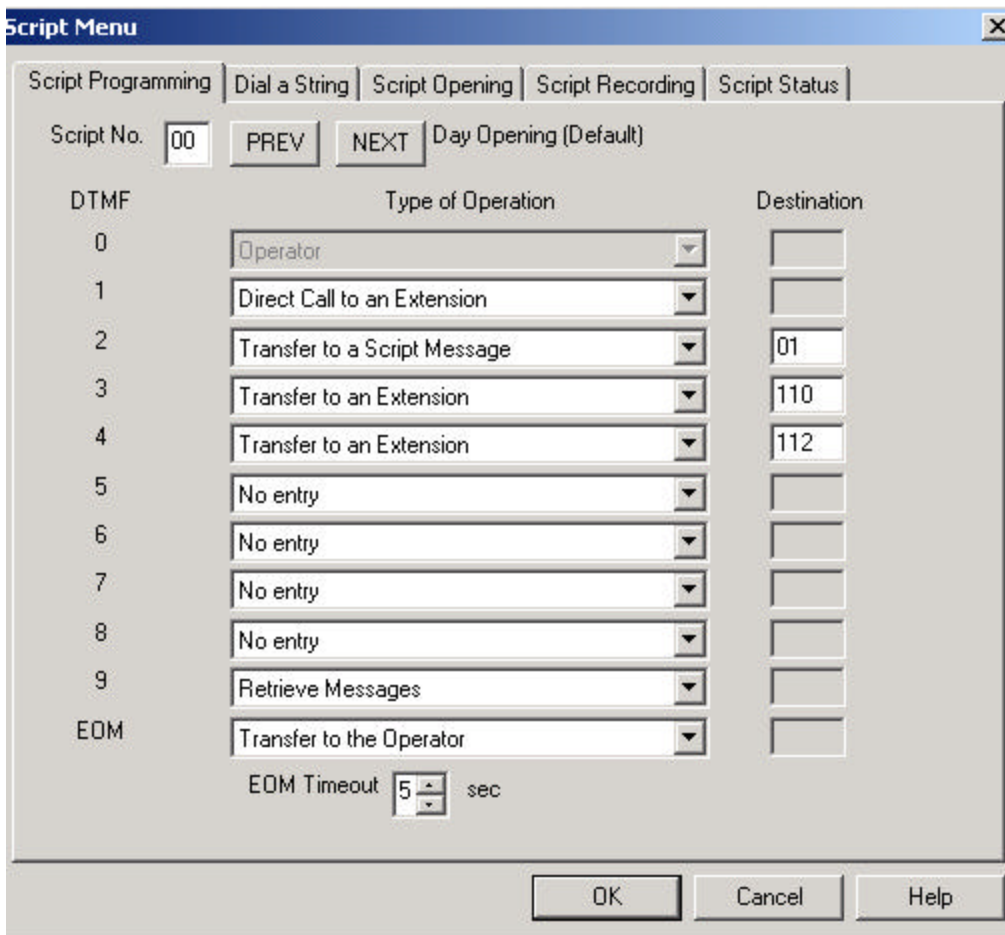 Script Menu
Script Programming Dial a String Script Opening Script Recording Script Status
Script No. 00 PREV NEXT Day Opening (Default)
DTMF Type of Operation Destination
0 Operator
1 Direct Call to an Extension
2 Transfer to a Script Message 01
3 Transfer to an Extension 110
4 Transfer to an Extension 112
5 No entry
6 No entry
7 No entry
8 No entry
9 Retrieve Messages
EOM Transfer to the Operator
EOM Timeout 5 sec
OK Cancel Help